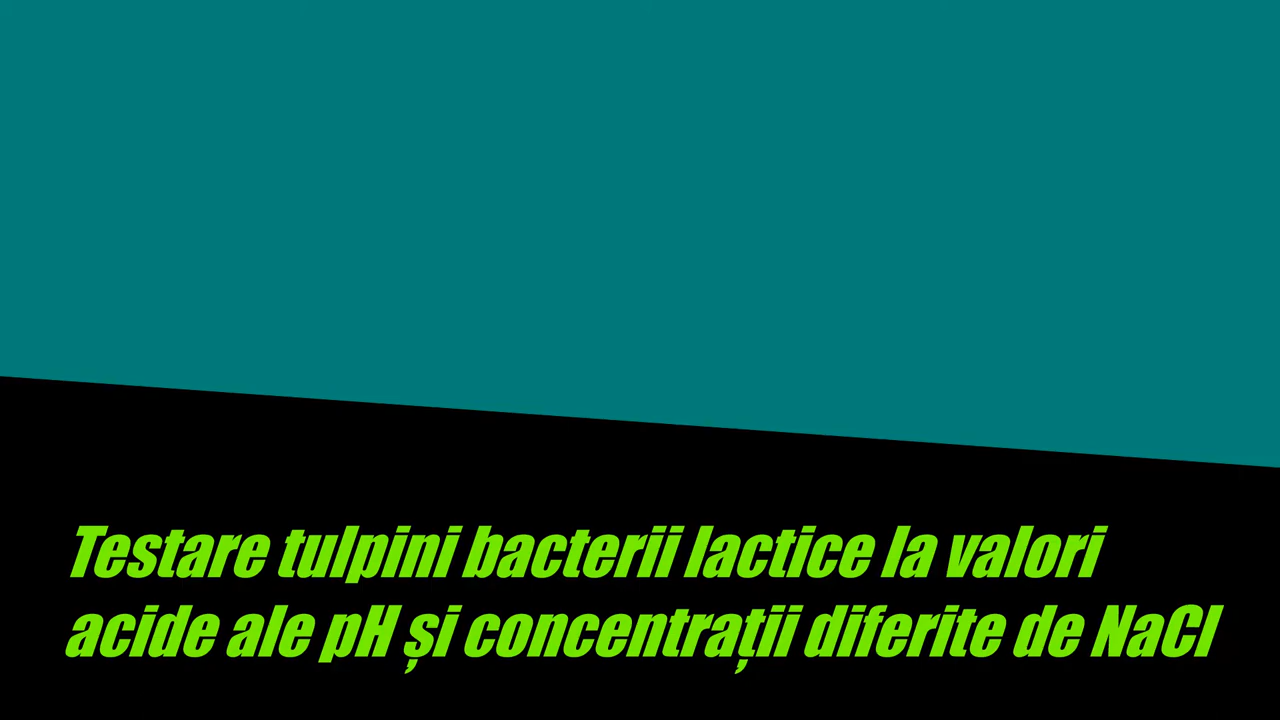 Testare tulpini bacterii lactice la valori
acide ale pH și concentrații diferite de NaCl